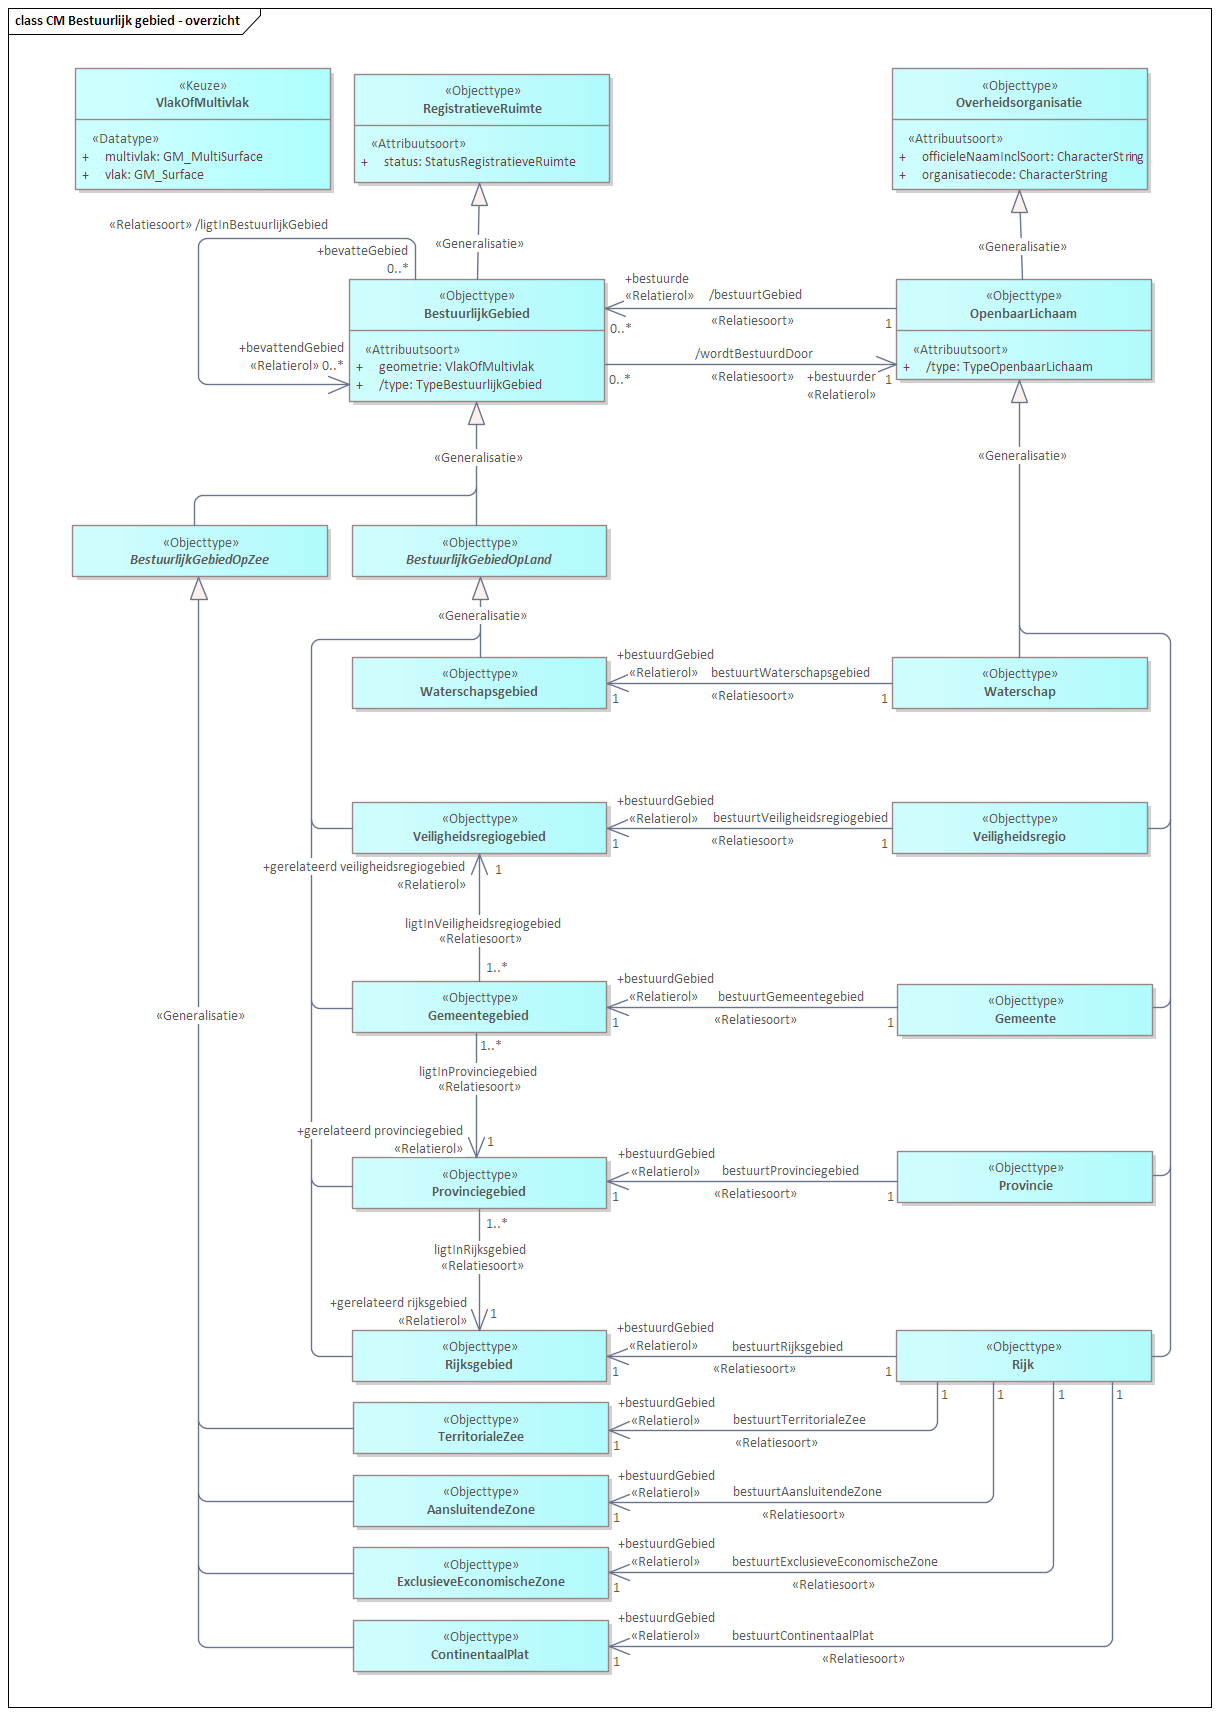 class CM Bestuurlijk gebied - overzicht
«Keuze»
VlakOfMultivlak
«Datatype»
+ multivlak: GM_MultiSurface
+ vlak: GM_Surface
«Objecttype»
RegistratieveRuimte
«Attribuutsoort»
+ status: StatusRegistratieveRuimte
«Objecttype»
Overheidsorganisatie
«Attribuutsoort»
+ officieleNaamInclSoort: CharacterString
+ organisatiecode: CharacterString
«Relatiesoort» /ligtInBestuurlijkGebied
+bevatteGebied
0..*
«Generalisatie»
«Generalisatie»
«Objecttype»
BestuurlijkGebied
«Attribuutsoort»
+ geometrie: VlakOfMultivlak
+ /type: TypeBestuurlijkGebied
+bevattendGebied
«Relatierol» 0..*
+bestuurde
«Relatierol» /bestuurtGebied
0..* «Relatiesoort» 1
/wordtBestuurdDoor
0..* «Relatiesoort» +bestuurder 1
«Relatierol»
«Objecttype»
OpenbaarLichaam
«Attribuutsoort»
+ /type: TypeOpenbaarLichaam
«Generalisatie»
«Generalisatie»
«Objecttype»
BestuurlijkGebiedOpZee
«Objecttype»
BestuurlijkGebiedOpLand
«Generalisatie»
«Objecttype»
Waterschapsgebied
+bestuurdGebied
«Relatierol» bestuurtWaterschapsgebied
1 «Relatiesoort» 1
«Objecttype»
Waterschap
«Objecttype»
Veiligheidsregiogebied
+bestuurdGebied
«Relatierol» bestuurtVeiligheidsregiogebied
1 «Relatiesoort» 1
«Objecttype»
Veiligheidsregio
+gerelateerd veiligheidsregiogebied 1
«Relatierol»
ligtInVeiligheidsregiogebied
«Relatiesoort»
1..*
«Objecttype»
Gemeentegebied
+bestuurdGebied
«Relatierol» bestuurtGemeentegebied
1 «Relatiesoort» 1
«Objecttype»
Gemeente
«Generalisatie»
1..*
ligtInProvinciegebied
«Relatiesoort»
+gerelateerd provinciegebied
«Relatierol» 1
«Objecttype»
Provinciegebied
+bestuurdGebied
«Relatierol» bestuurtProvinciegebied
1 «Relatiesoort» 1
«Objecttype»
Provincie
1..*
ligtInRijksgebied
«Relatiesoort»
+gerelateerd rijksgebied
«Relatierol» 1
«Objecttype»
Rijksgebied
+bestuurdGebied
«Relatierol» bestuurtRijksgebied
1 «Relatiesoort» 1
«Objecttype»
Rijk
1 1 1 1
«Objecttype»
TerritorialeZee
+bestuurdGebied
«Relatierol» bestuurtTerritorialeZee
1 «Relatiesoort»
«Objecttype»
AansluitendeZone
+bestuurdGebied
«Relatierol» bestuurtAansluitendeZone
1 «Relatiesoort»
«Objecttype»
ExclusieveEconomischeZone
+bestuurdGebied
«Relatierol» bestuurtExclusieveEconomischeZone
1 «Relatiesoort»
«Objecttype»
ContinentaalPlat
+bestuurdGebied
«Relatierol» bestuurtContinentaalPlat
1 «Relatiesoort»